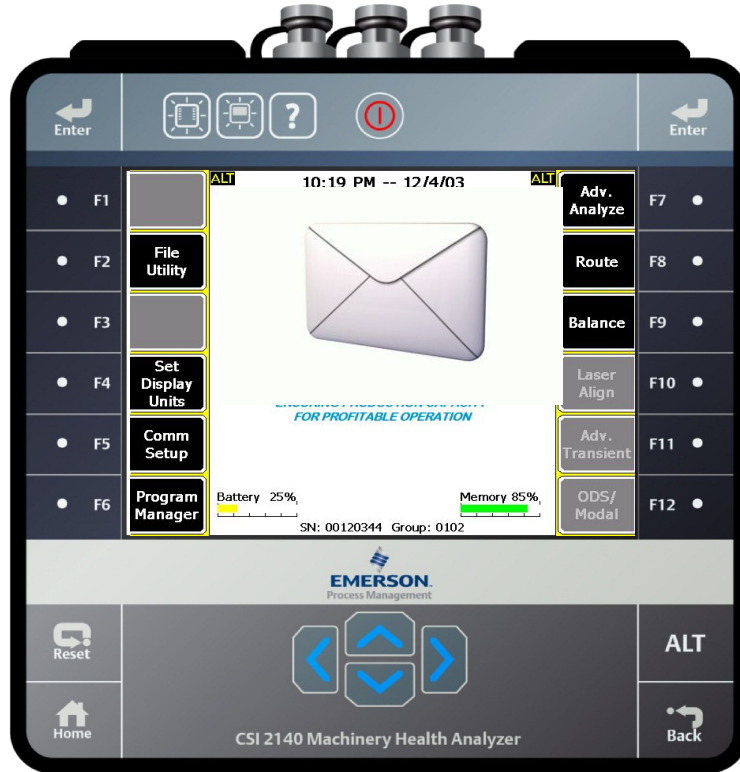 Enter
?
Enter
F1
ALT
10:19 PM -- 12/4/03
ALT
Adv.
Analyze
F7
F2
File
Utility
Route
F8
F3
Balance
F9
F4
Set
Display
Units
Laser
Align
F10
FOR PROFITABLE OPERATION
F5
Comm
Setup
Adv.
Transient
F11
F6
Program
Manager
Battery 25%
Memory 85%
ODS/
Modal
F12
SN: 00120344 Group: 0102
EMERSON.
Process Management
Reset
ALT
Home
CSI 2140 Machinery Health Analyzer
Back